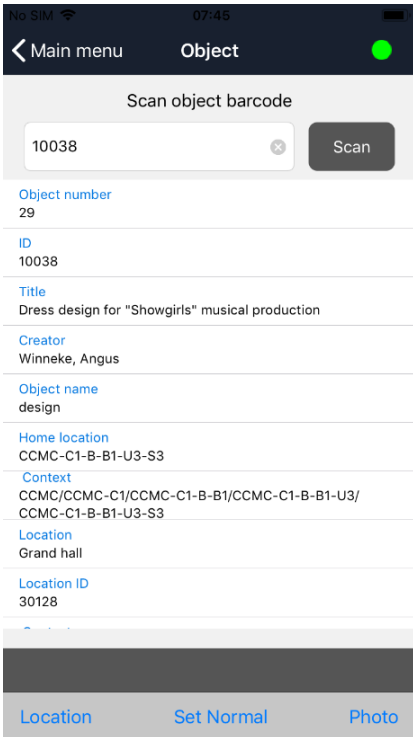 No SIM 07:45
Main menu Object
Scan object barcode
10038 Scan
Object number
29
ID
10038
Title
Dress design for "Showgirls" musical production
Creator
Winneke, Angus
Object name
design
Home location
CCMC-C1-B-B1-U3-S3
Context
CCMC/CCMC-C1/CCMC-C1-B-B1/CCMC-C1-B-B1-U3/
CCMC-C1-B-B1-U3-S3
Location
Grand hall
Location ID
30128
Location Set Normal Photo